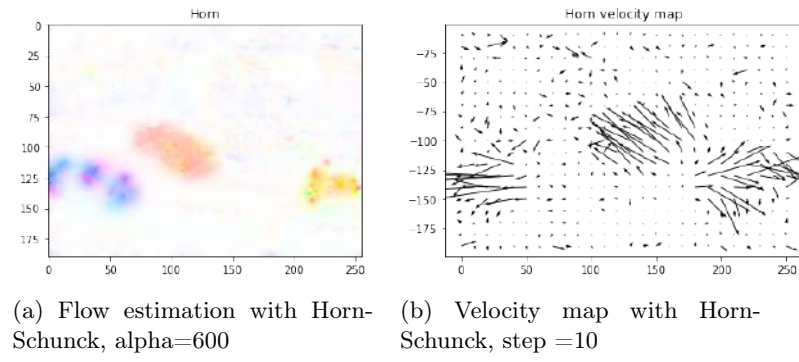 Horn
0
25
50
75
100
125
150
175
0 50 100 150 200 250
Horn velocity map
−25
−50
−75
−100
−125
−150
−175
0 50 100 150 200 250
(a) Flow estimation with Horn-
Schunck, alpha=600
(b) Velocity map with Horn-
Schunck, step =10